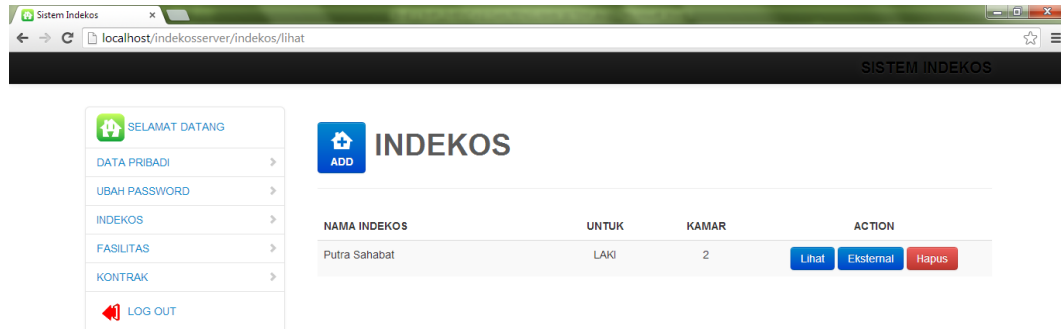 Sistem Indekos
localhost/indekosserver/indekos/lihat
SISTEM INDEKOS
SELAMAT DATANG
DATA PRIBADI
UBAH PASSWORD
INDEKOS
FASILITAS
KONTRAK
LOG OUT
ADD
INDEKOS
NAMA INDEKOS UNTUK KAMAR ACTION
Putra Sahabat LAKI 2 Lihat Eksternal Hapus